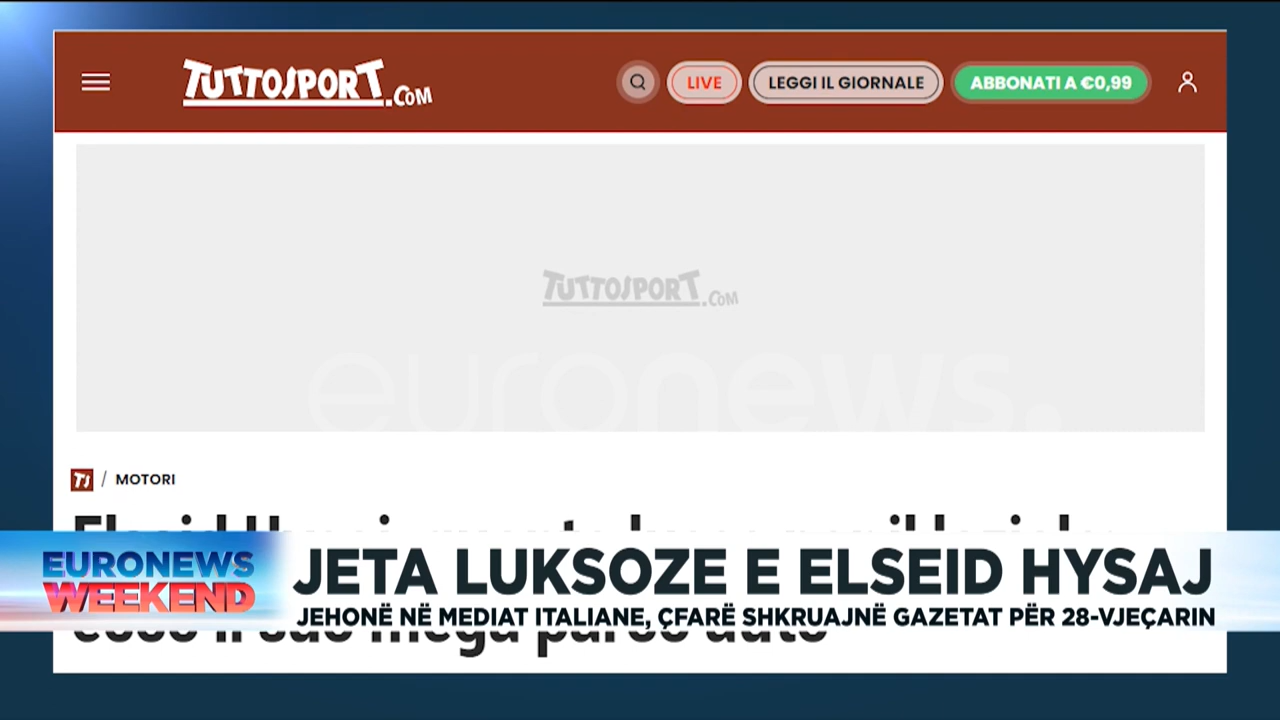 TUTTOSPORT.COM
LIVE
LEGGI IL GIORNALE
ABBONATI A €0,99
TUTTOSPORT.COM
euronews.
TJ / MOTORI
EURONEWS
WEEKEND
JETA LUKSOZE E ELSEID HYSAJ
JEHONË NË MEDIAT ITALIANE, ÇFARË SHKRUAJNË GAZETAT PËR 28-VJEÇARIN